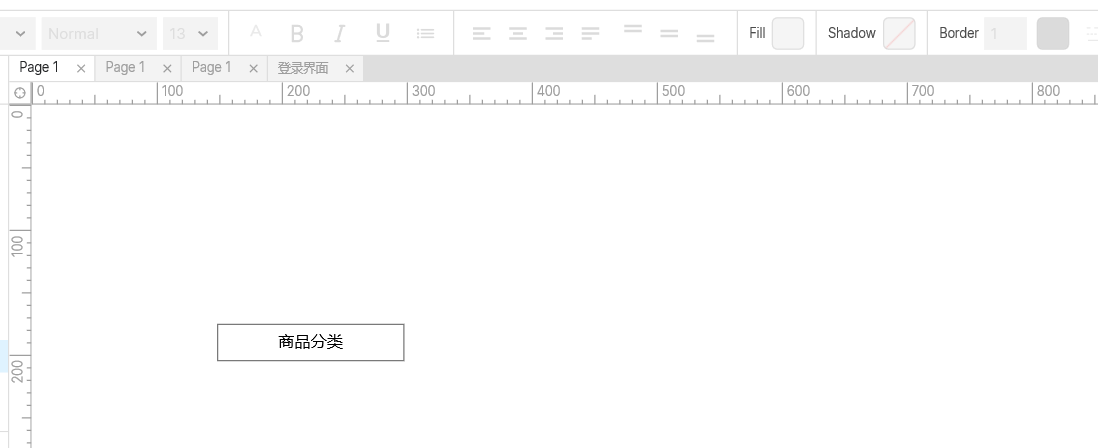 Normal 13 A B I U Fill Shadow Border 1
Page 1 Page 1 Page 1 登录界面
0 100 200 300 400 500 600 700 800
0
100
商品分类
200